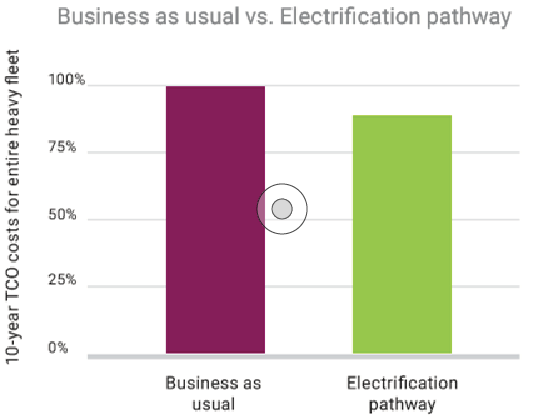 Business as usual vs. Electrification pathway
10-year TCO costs for entire heavy fleet
100%
75%
50%
25%
0%
Business as
usual
Electrification
pathway